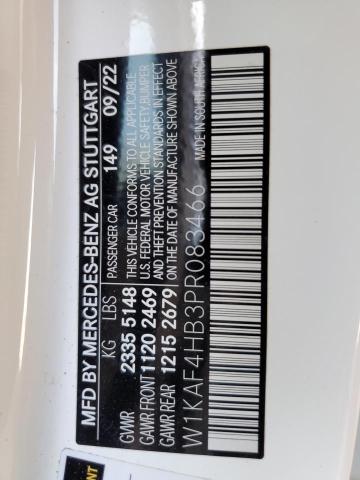 MFD BY MERCEDES-BENZ AG STUTTGART
KG LBS PASSENGER CAR 149 09/22
GVWR 2335 5148 THIS VEHICLE CONFORMS TO ALL APPLICABLE
GAWR FRONT 1120 2469 U.S. FEDERAL MOTOR VEHICLE SAFETY, BUMPER
GAWR REAR 1215 2679 AND THEFT PREVENTION STANDARDS IN EFFECT
ON THE DATE OF MANUFACTURE SHOWN ABOVE
W1KAF4HB3PR083466 MADE IN SOUTH AFRICA